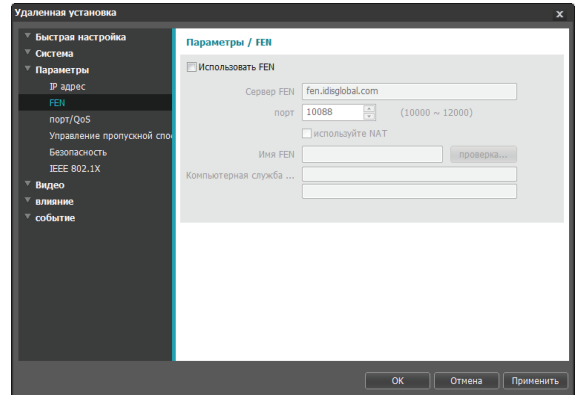 Удаленная установка x
Быстрая настройка
Система
Параметры
IP адрес
FEN
порт/QoS
Управление пропускной спос
Безопасность
IEEE 802.1X
Видео
влияние
событие
Параметры / FEN
Использовать FEN
Сервер FEN fen.idisglobal.com
порт 10088 (10000 ~ 12000)
используйте NAT
Имя FEN проверка...
Компьютерная служба ...
OK Отмена Применить